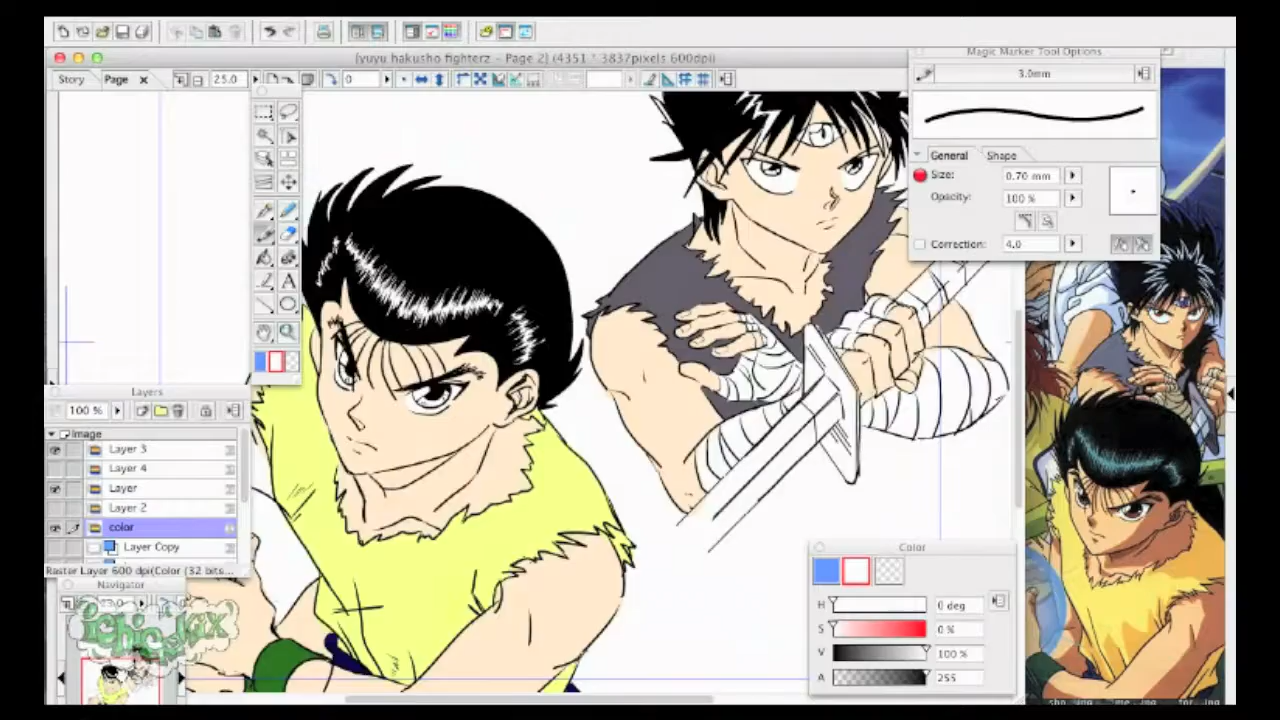 (yuyu hakusho fighterz - Page 2) (4351 * 3837pixels 600dpi)
Magic Marker Tool Options
Story
Page
25.0
0
3.0mm
General
Shape
Size:
0.70 mm
Opacity:
100 %
Correction:
4.0
Layers
100 %
Image
Layer 3
Layer 4
Layer
Layer 2
color
Layer Copy
Raster Layer 600 dpi(Color (32 bits...
Navigator
Color
H
0 deg
S
0 %
V
100 %
A
255